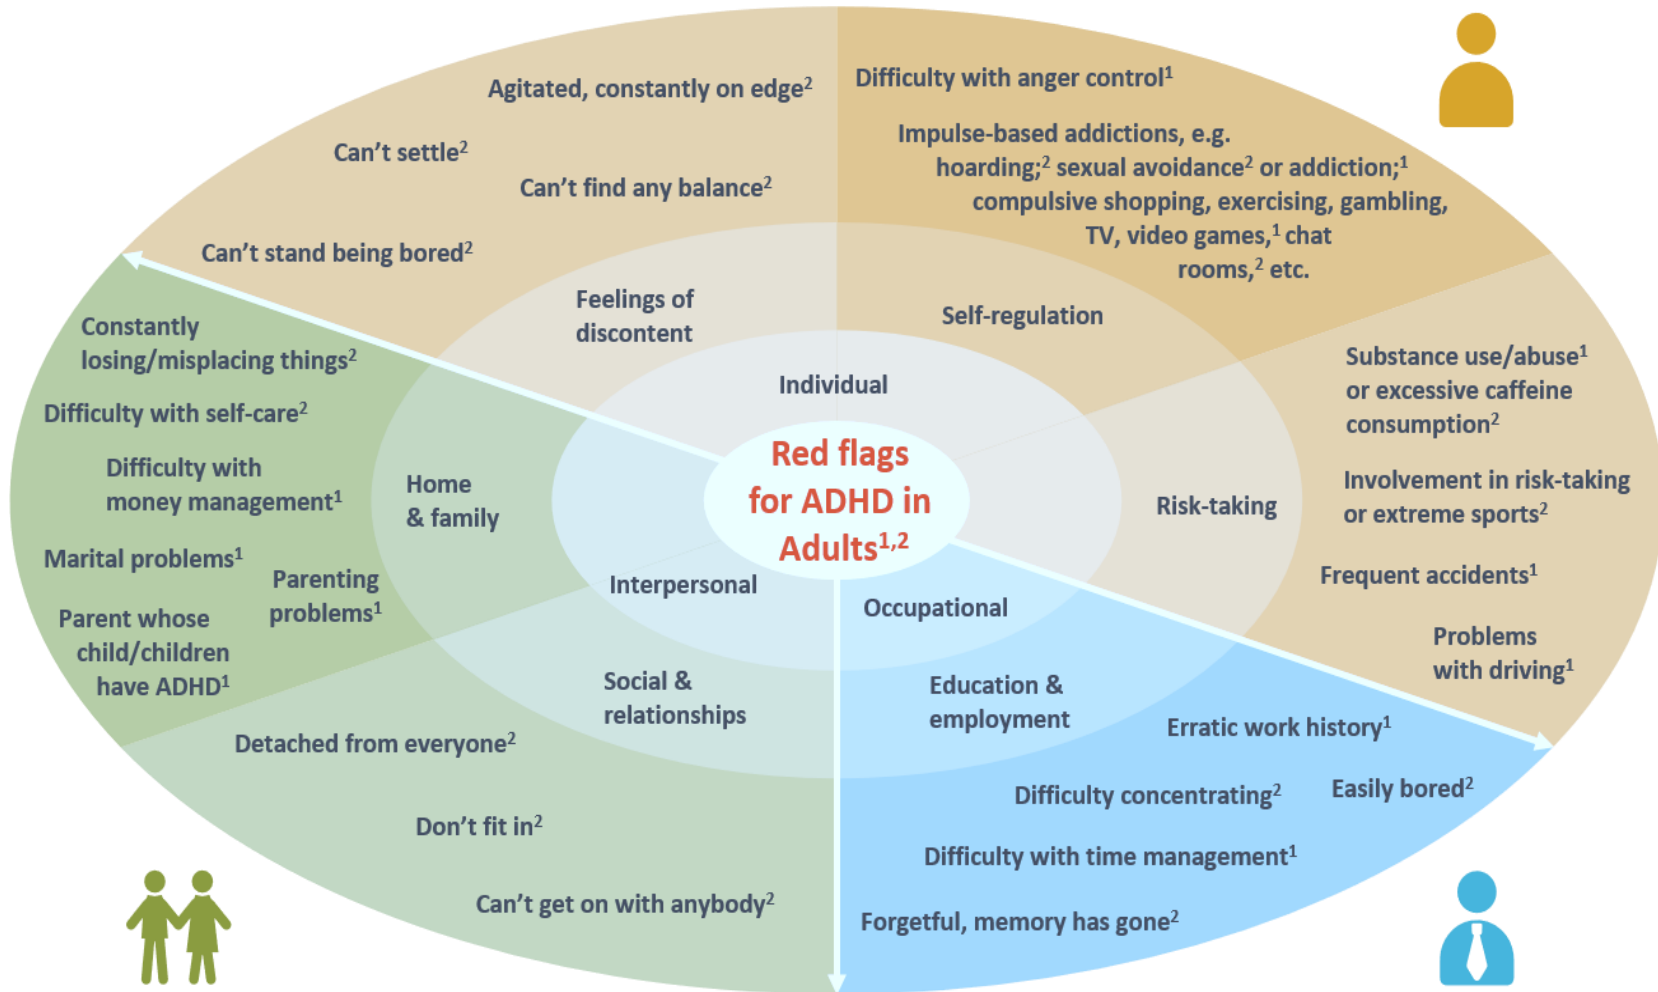 Agitated, constantly on edge²
Can't settle²
Can't find any balance²
Can't stand being bored²
Feelings of
discontent
Difficulty with anger control¹
Impulse-based addictions, e.g.
hoarding;² sexual avoidance² or addiction;¹
compulsive shopping, exercising, gambling,
TV, video games,¹ chat
rooms,² etc.
Self-regulation
Individual
Red flags
for ADHD in
Adults¹,²
Substance use/abuse¹
or excessive caffeine
consumption²
Involvement in risk-taking
or extreme sports²
Frequent accidents¹
Problems
with driving¹
Risk-taking
Constantly
losing/misplacing things²
Difficulty with self-care²
Difficulty with
money management¹
Marital problems¹
Parenting
problems¹
Parent whose
child/children
have ADHD¹
Home
& family
Interpersonal
Social &
relationships
Detached from everyone²
Don't fit in²
Can't get on with anybody²
Occupational
Education &
employment
Erratic work history¹
Easily bored²
Difficulty concentrating²
Difficulty with time management¹
Forgetful, memory has gone²